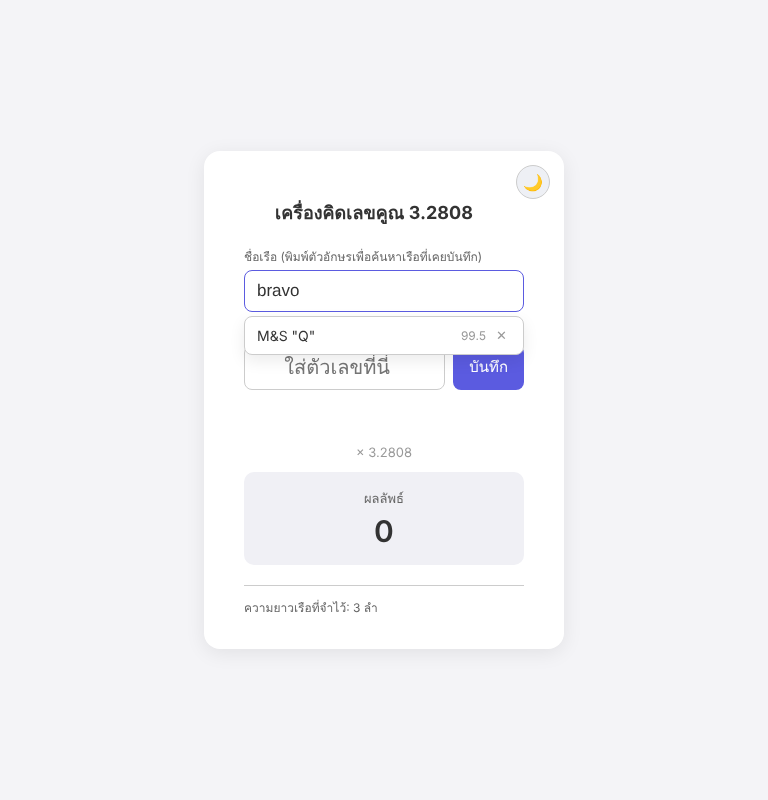 เครื่องคิดเลขคูณ 3.2808
ชื่อเรือ (พิมพ์ตัวอักษรเพื่อค้นหาเรือที่เคยบันทึก)
bravo
M&S "Q" 99.5 ✕
ใส่ตัวเลขที่นี่ บันทึก
× 3.2808
ผลลัพธ์
0
ความยาวเรือที่จำไว้: 3 ลำ